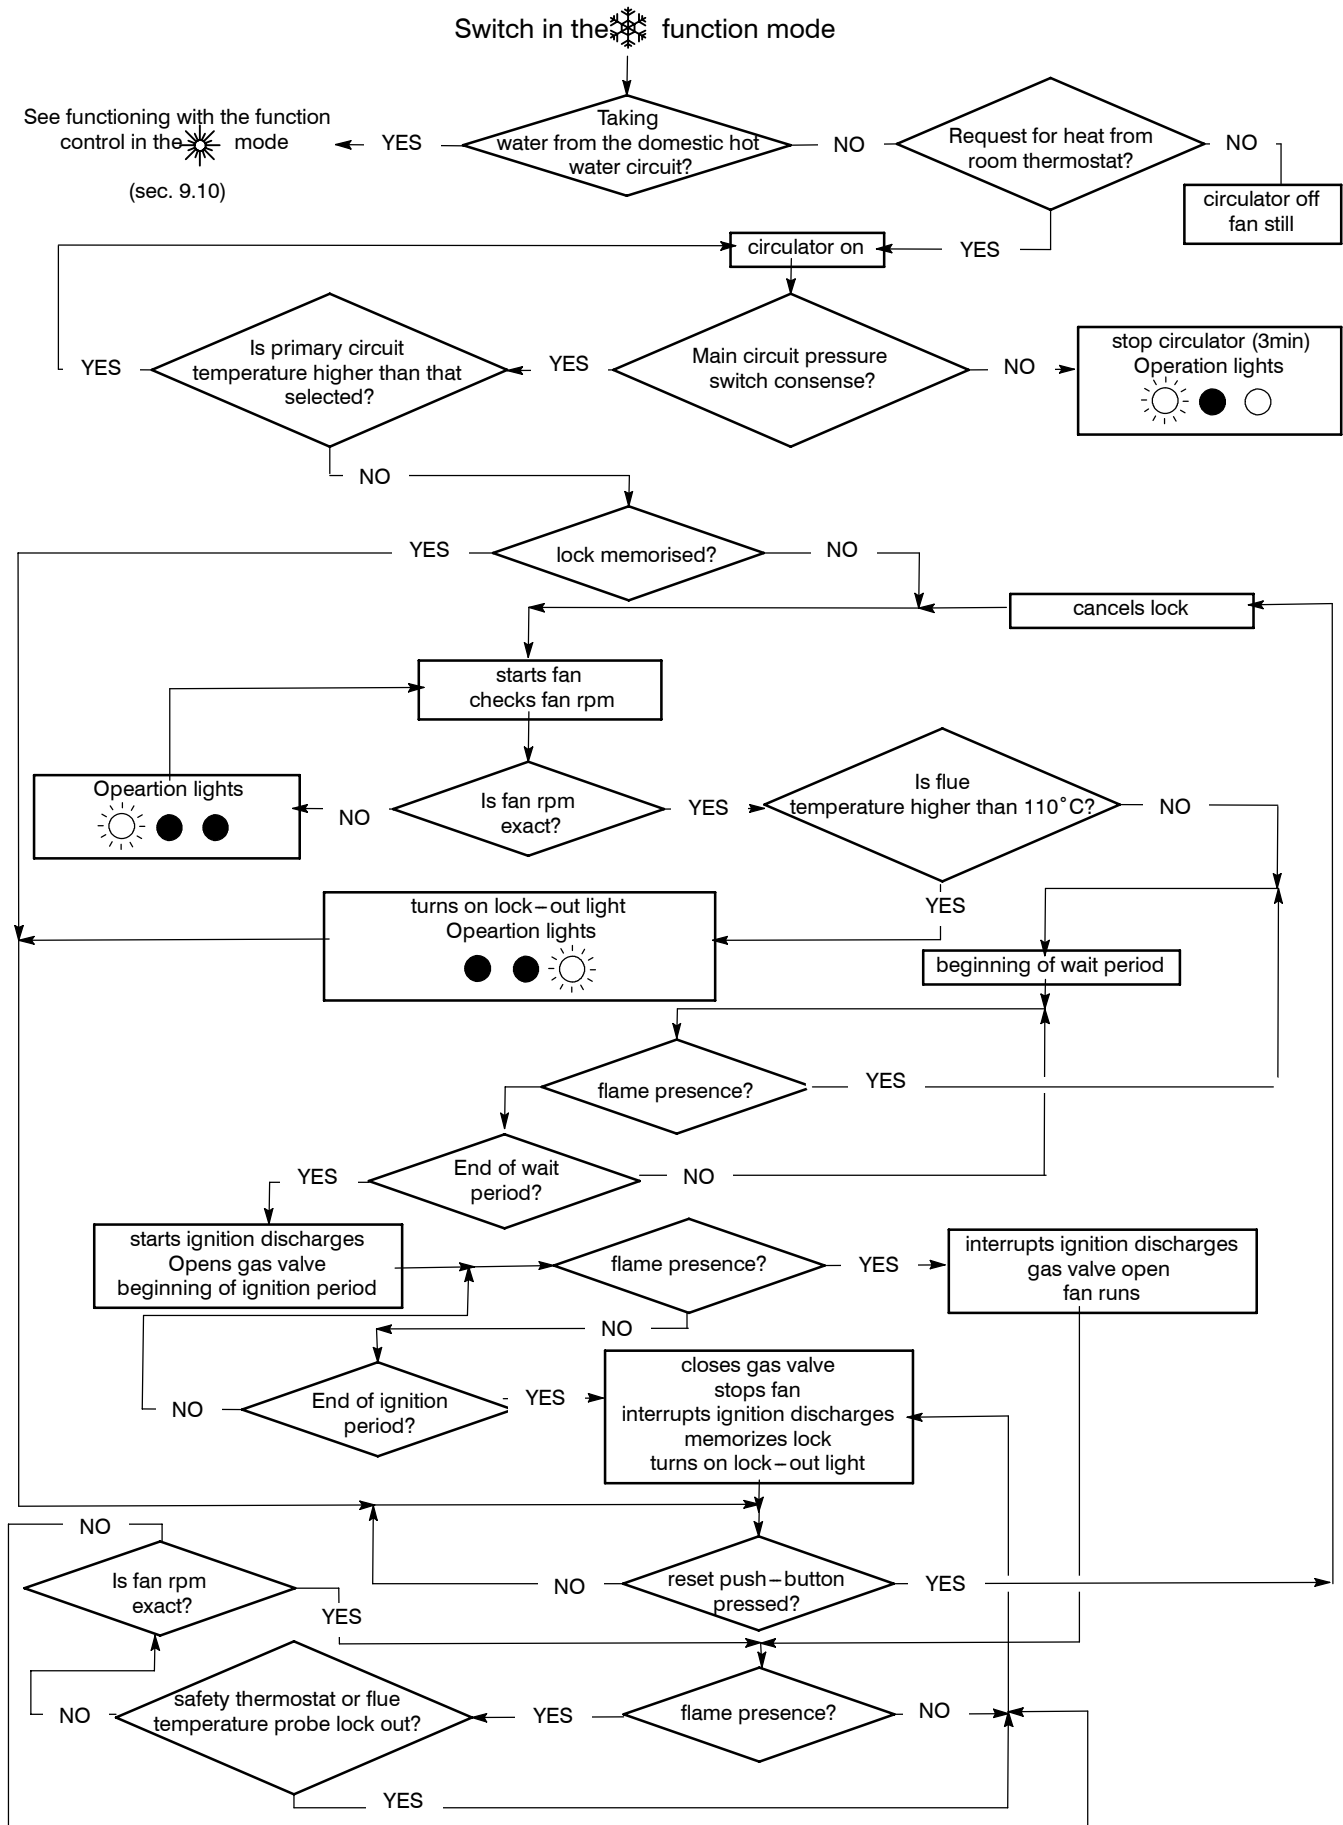 Switch in the function mode
See functioning with the function
control in the mode
(sec. 9.10)
YES
Taking
water from the domestic hot
water circuit?
NO
Request for heat from
room thermostat?
NO
circulator off
fan still
circulator on
YES
YES
Is primary circuit
temperature higher than that
selected?
YES
Main circuit pressure
switch consense?
NO
stop circulator (3min)
Operation lights
NO
YES
lock memorised?
NO
cancels lock
starts fan
checks fan rpm
Opeartion lights
NO
Is fan rpm
exact?
YES
Is flue
temperature higher than 110°C?
NO
YES
turns on lock-out light
Opeartion lights
beginning of wait period
flame presence?
YES
YES
End of wait
period?
NO
starts ignition discharges
Opens gas valve
beginning of ignition period
flame presence?
YES
interrupts ignition discharges
gas valve open
fan runs
NO
NO
End of ignition
period?
YES
closes gas valve
stops fan
interrupts ignition discharges
memorizes lock
turns on lock-out light
NO
Is fan rpm
exact?
YES
NO
reset push-button
pressed?
YES
NO
safety thermostat or flue
temperature probe lock out?
YES
flame presence?
NO
YES